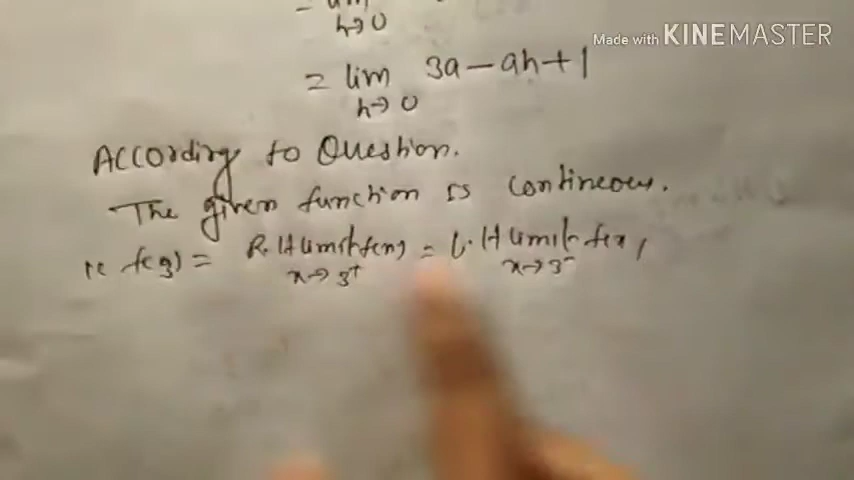 h→0
Made with KINEMASTER
= lim 3a-ah+1
h→0
According to Question.
The given function is contineous.
ie f(3) = R.H limit f(x) = L.H limit f(x)
x→3⁺ x→3⁻